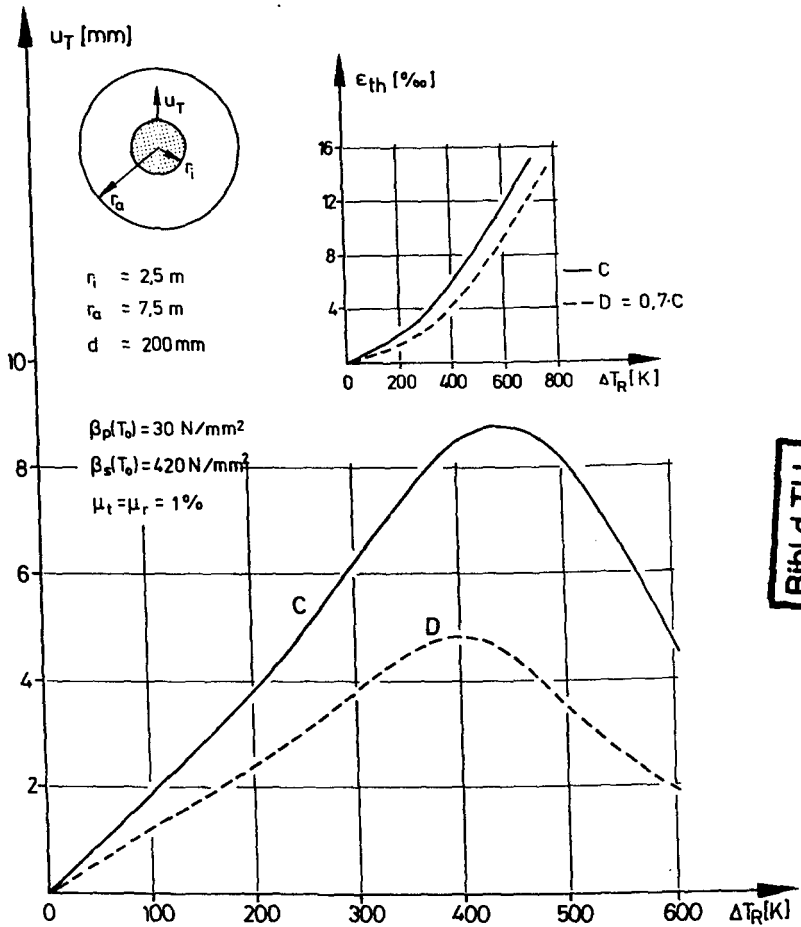 u_T [mm]
u_T
r_i
r_a
r_i = 2,5 m
r_a = 7,5 m
d = 200 mm
β_p(T_o) = 30 N/mm²
β_s(T_o) = 420 N/mm²
μ_t = μ_r = 1%
ε_th [‰]
16
12
8
4
0 200 400 600 800 ΔT_R [K]
C
D = 0,7·C
10
8
6
4
2
C
D
0 100 200 300 400 500 600 ΔT_R [K]